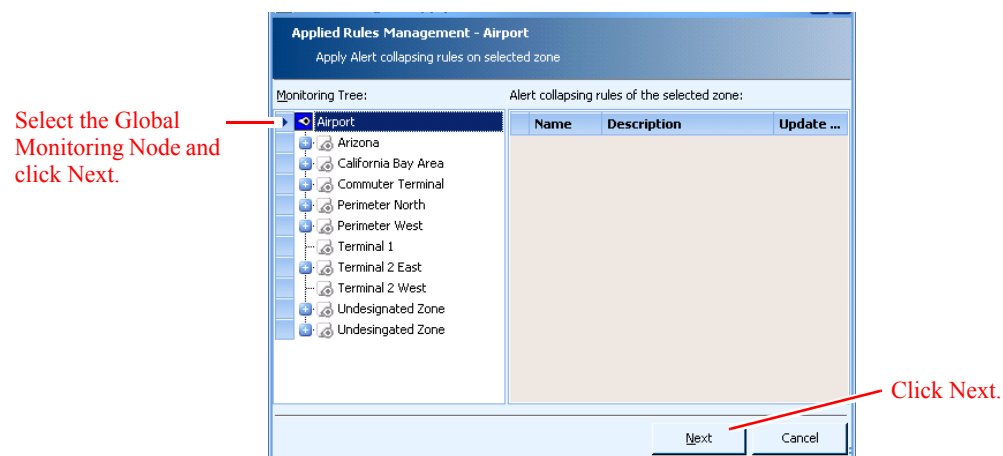 Applied Rules Management - Airport
Apply Alert collapsing rules on selected zone
Monitoring Tree:
Alert collapsing rules of the selected zone:
Select the Global
Monitoring Node and
click Next.
Airport
Name Description Update ...
Arizona
California Bay Area
Commuter Terminal
Perimeter North
Perimeter West
Terminal 1
Terminal 2 East
Terminal 2 West
Undesignated Zone
Undesingated Zone
Click Next.
Next Cancel